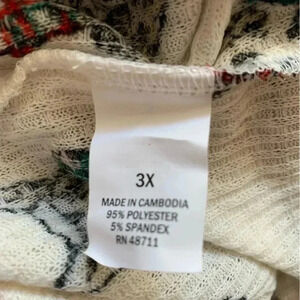 3X
MADE IN CAMBODIA
95% POLYESTER
5% SPANDEX
RN 48711